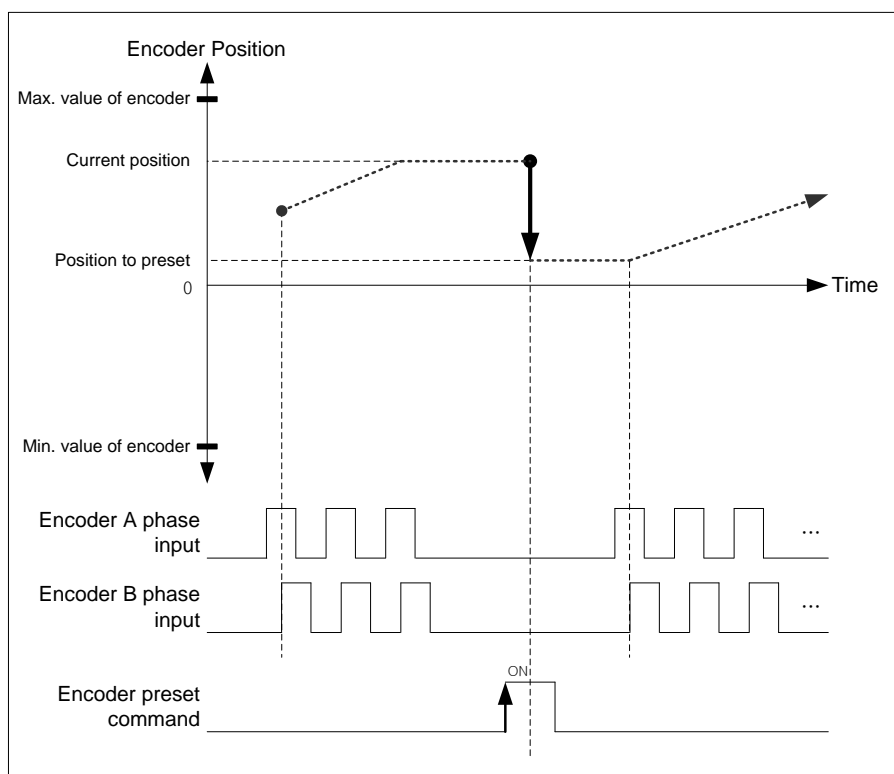 Encoder Position
Max. value of encoder
Current position
Position to preset
0
Time
Min. value of encoder
Encoder A phase
input
...
Encoder B phase
input
...
ON
Encoder preset
command